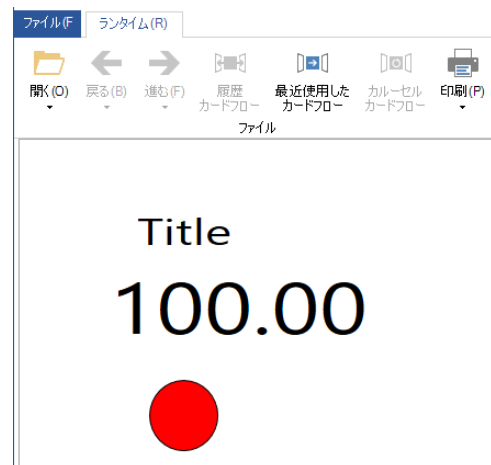 ファイル(F
ランタイム(R)
開く(O)
戻る(B)
進む(F)
履歴
カードフロー
最近使用した
カードフロー
カルーセル
カードフロー
印刷(P)
ファイル
Title
100.00